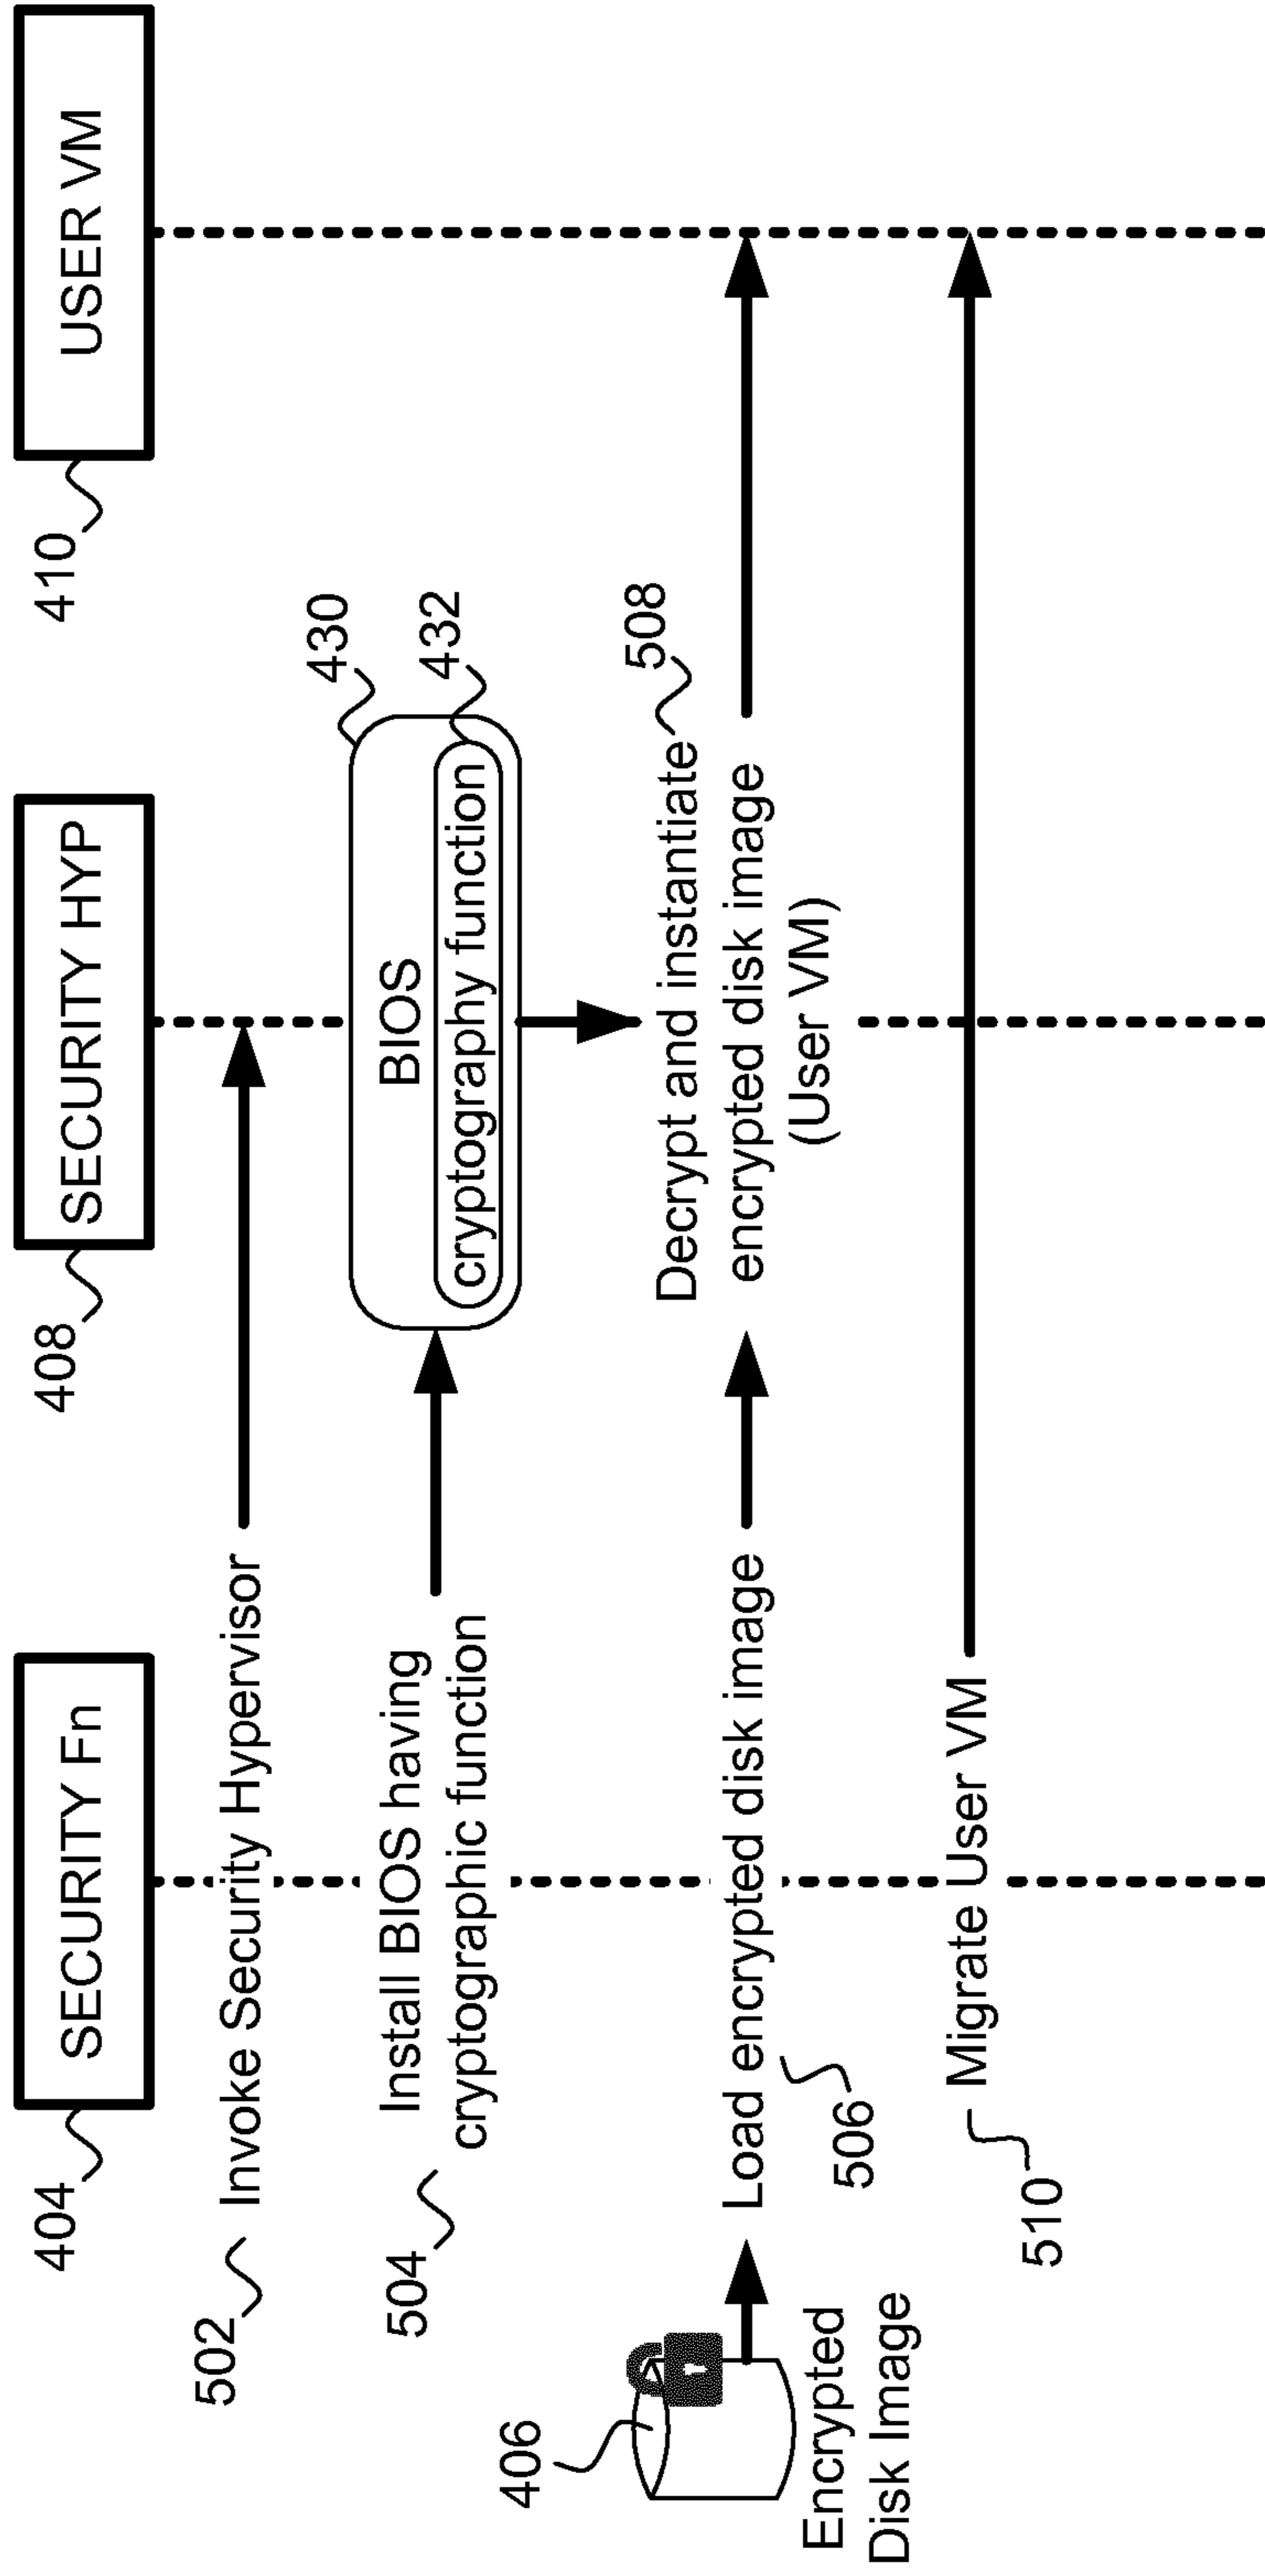 404
SECURITY Fn
408
SECURITY HYP
410
USER VM
502
Invoke Security Hypervisor
504
Install BIOS having
cryptographic function
BIOS
cryptography function
430
432
406
Encrypted
Disk Image
Load encrypted disk image
506
Decrypt and instantiate
encrypted disk image
(User VM)
508
510
Migrate User VM